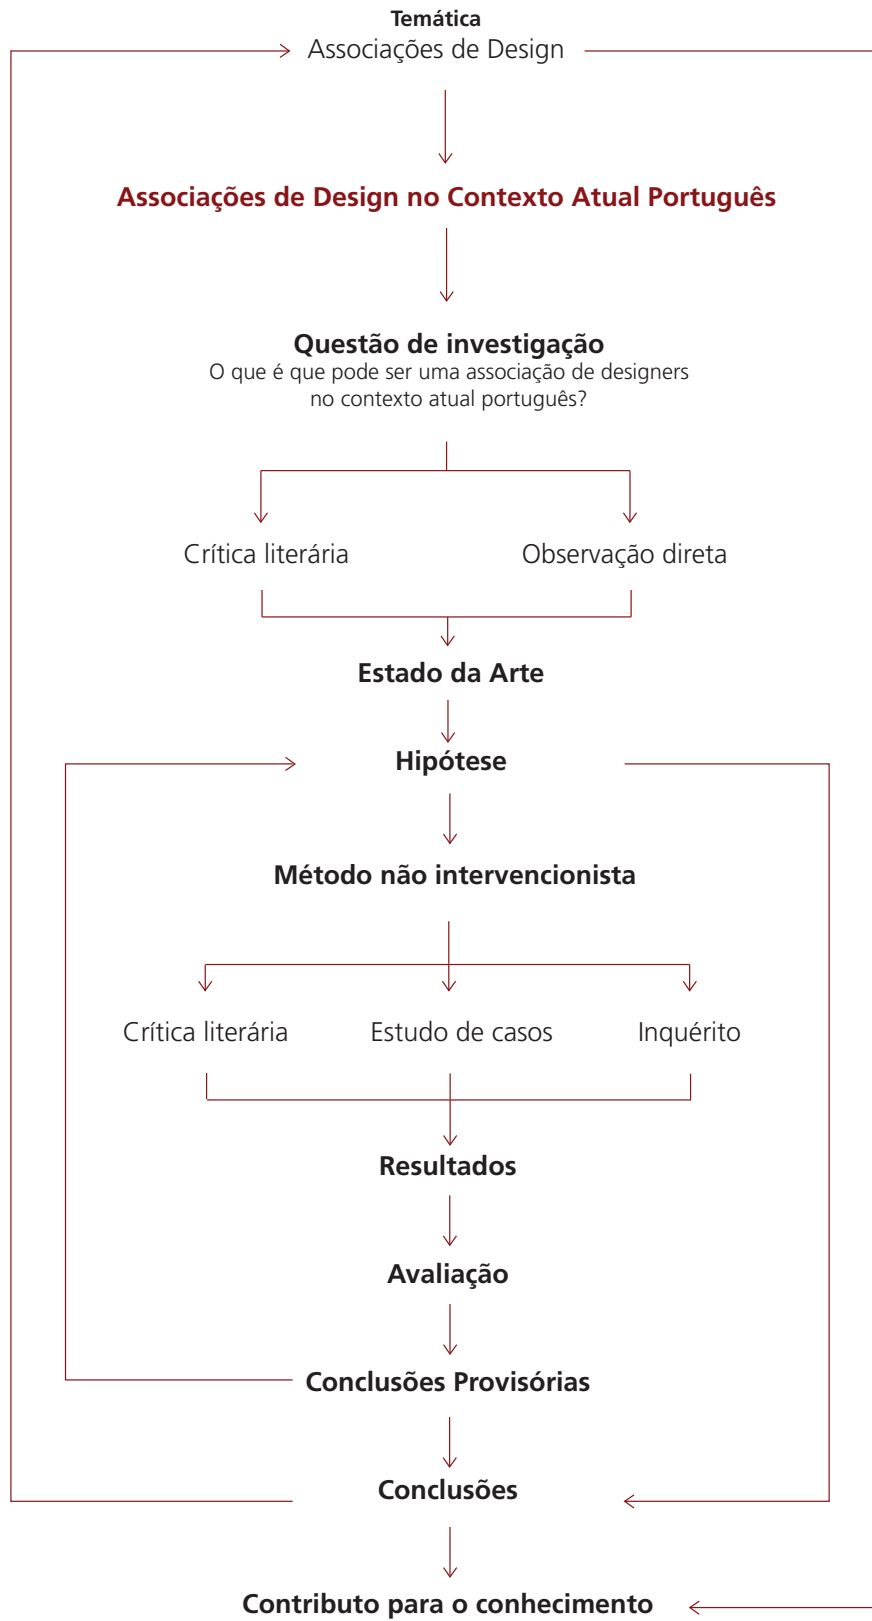 Temática
Associações de Design
Associações de Design no Contexto Atual Português
Questão de investigação
O que é que pode ser uma associação de designers
no contexto atual português?
Crítica literária
Observação direta
Estado da Arte
Hipótese
Método não intervencionista
Crítica literária
Estudo de casos
Inquérito
Resultados
Avaliação
Conclusões Provisórias
Conclusões
Contributo para o conhecimento